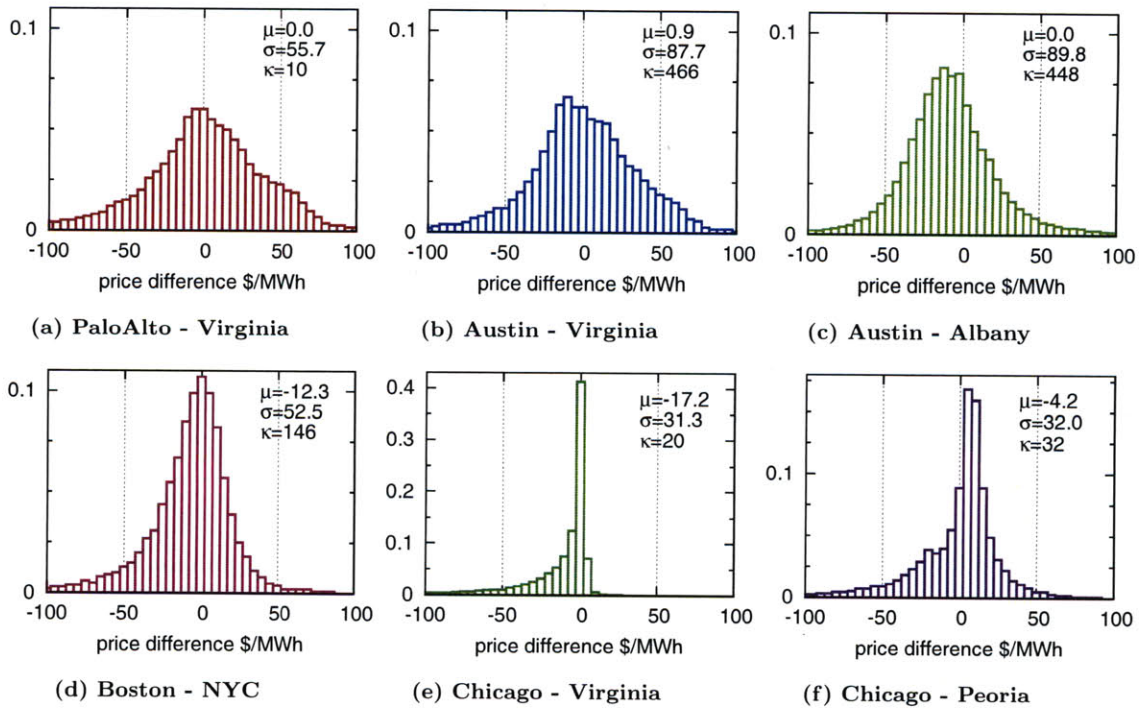 0.1
μ=0.0
σ=55.7
κ=10
0
-100 -50 0 50 100
price difference $/MWh
(a) PaloAlto - Virginia
0.1
μ=0.9
σ=87.7
κ=466
0
-100 -50 0 50 100
price difference $/MWh
(b) Austin - Virginia
0.1
μ=0.0
σ=89.8
κ=448
0
-100 -50 0 50 100
price difference $/MWh
(c) Austin - Albany
0.1
μ=-12.3
σ=52.5
κ=146
0
-100 -50 0 50 100
price difference $/MWh
(d) Boston - NYC
0.4
0.3
0.2
0.1
0
μ=-17.2
σ=31.3
κ=20
-100 -50 0 50 100
price difference $/MWh
(e) Chicago - Virginia
0.1
μ=-4.2
σ=32.0
κ=32
0
-100 -50 0 50 100
price difference $/MWh
(f) Chicago - Peoria